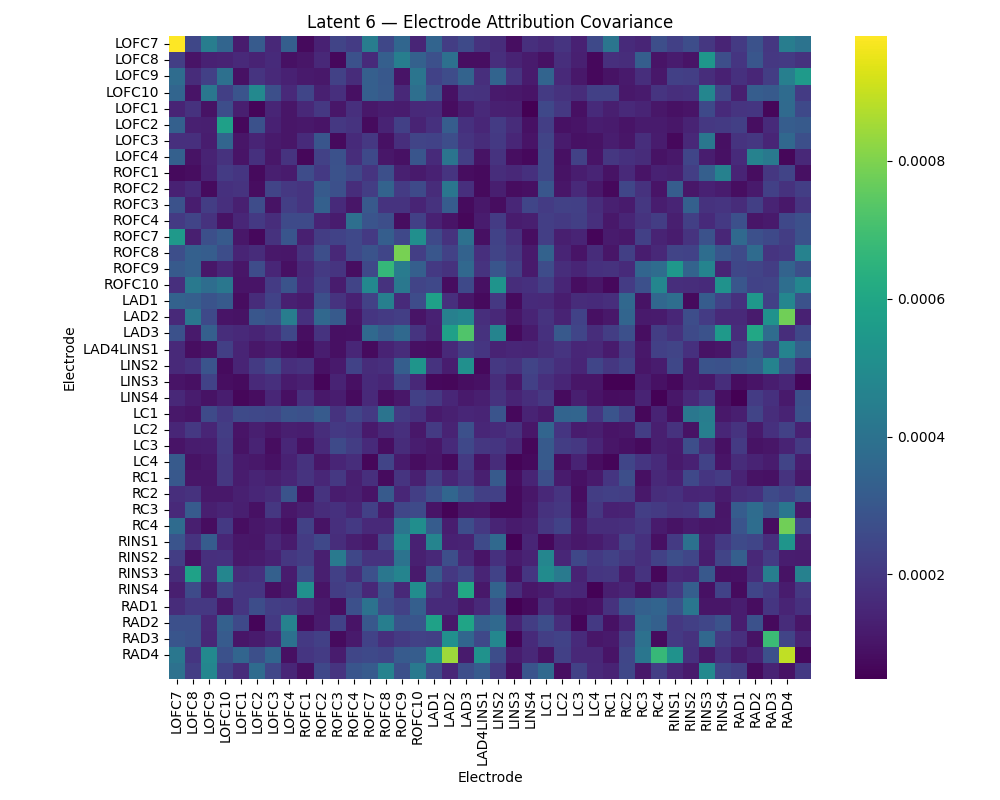 Latent 6 — Electrode Attribution Covariance
LOFC7
LOFC8
LOFC9
LOFC10
LOFC1
LOFC2
LOFC3
LOFC4
ROFC1
ROFC2
ROFC3
ROFC4
ROFC7
ROFC8
ROFC9
ROFC10
LAD1
LAD2
LAD3
LAD4LINS1
LINS2
LINS3
LINS4
LC1
LC2
LC3
LC4
RC1
RC2
RC3
RC4
RINS1
RINS2
RINS3
RINS4
RAD1
RAD2
RAD3
RAD4
Electrode
LOFC7
LOFC8
LOFC9
LOFC10
LOFC1
LOFC2
LOFC3
LOFC4
ROFC1
ROFC2
ROFC3
ROFC4
ROFC7
ROFC8
ROFC9
ROFC10
LAD1
LAD2
LAD3
LAD4LINS1
LINS2
LINS3
LINS4
LC1
LC2
LC3
LC4
RC1
RC2
RC3
RC4
RINS1
RINS2
RINS3
RINS4
RAD1
RAD2
RAD3
RAD4
Electrode
0.0008
0.0006
0.0004
0.0002